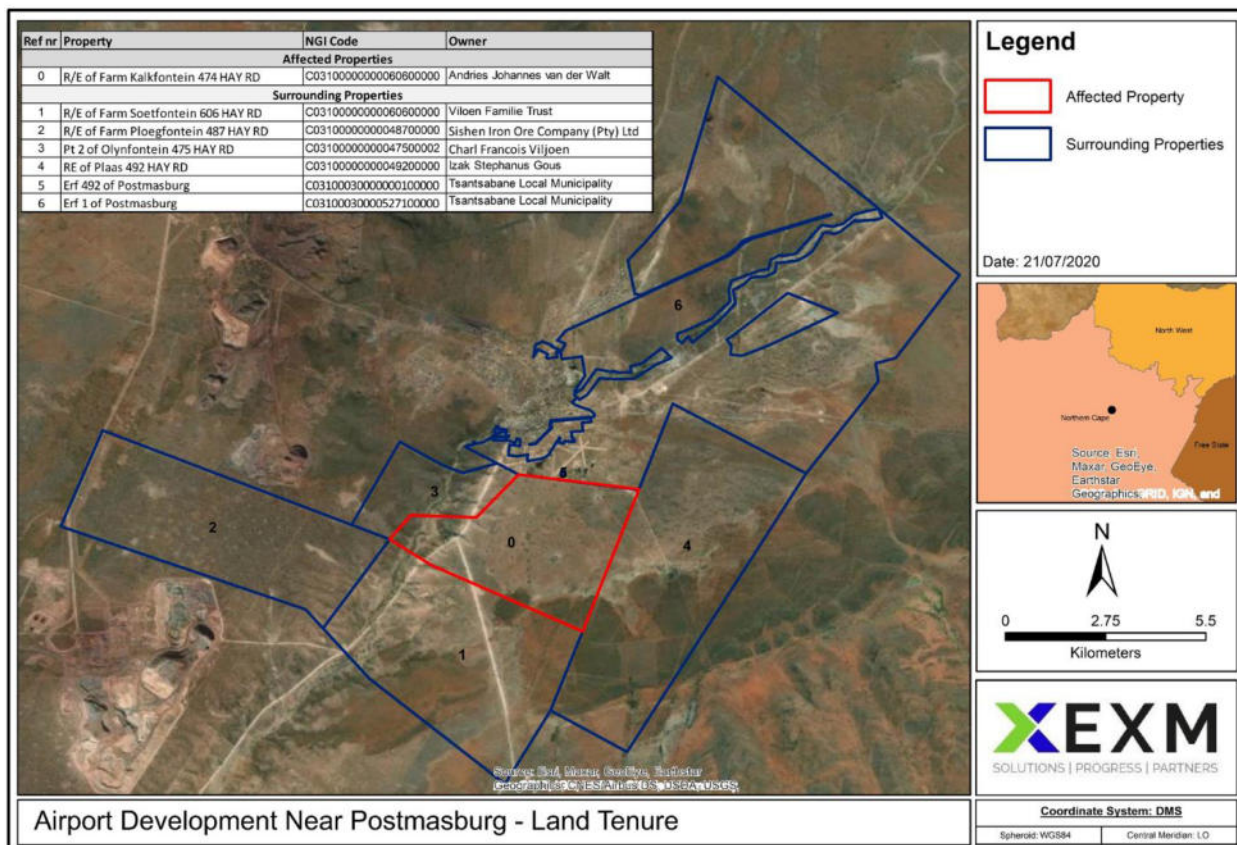 Ref nr Property NGI Code Owner
Affected Properties
0 R/E of Farm Kalkfontein 474 HAY RD C03100000000060600000 Andries Johannes van der Walt
Surrounding Properties
1 R/E of Farm Soetfontein 606 HAY RD C03100000000060600000 Viloen Familie Trust
2 R/E of Farm Ploegfontein 487 HAY RD C03100000000048700000 Sishen Iron Ore Company (Pty) Ltd
3 Pt 2 of Olynfontein 475 HAY RD C03100000000047500002 Charl Francois Viljoen
4 RE of Plaas 492 HAY RD C03100000000049200000 Izak Stephanus Gous
5 Erf 492 of Postmasburg C03100030000000100000 Tsantsabane Local Municipality
6 Erf 1 of Postmasburg C03100030000527100000 Tsantsabane Local Municipality
6
5
3
2
0
4
1
Source: Esri, Maxar, GeoEye, Earthstar
Geographics, CNES/Airbus DS, USDA, USGS,
Airport Development Near Postmasburg - Land Tenure
Legend
Affected Property
Surrounding Properties
Date: 21/07/2020
North West
Northern Cape
Free State
Source: Esri,
Maxar, GeoEye,
Earthstar
Geographics, IGN, and
N
0 2.75 5.5
Kilometers
EXM
SOLUTIONS | PROGRESS | PARTNERS
Coordinate System: DMS
Spheroid: WGS84 Central Meridian: LO